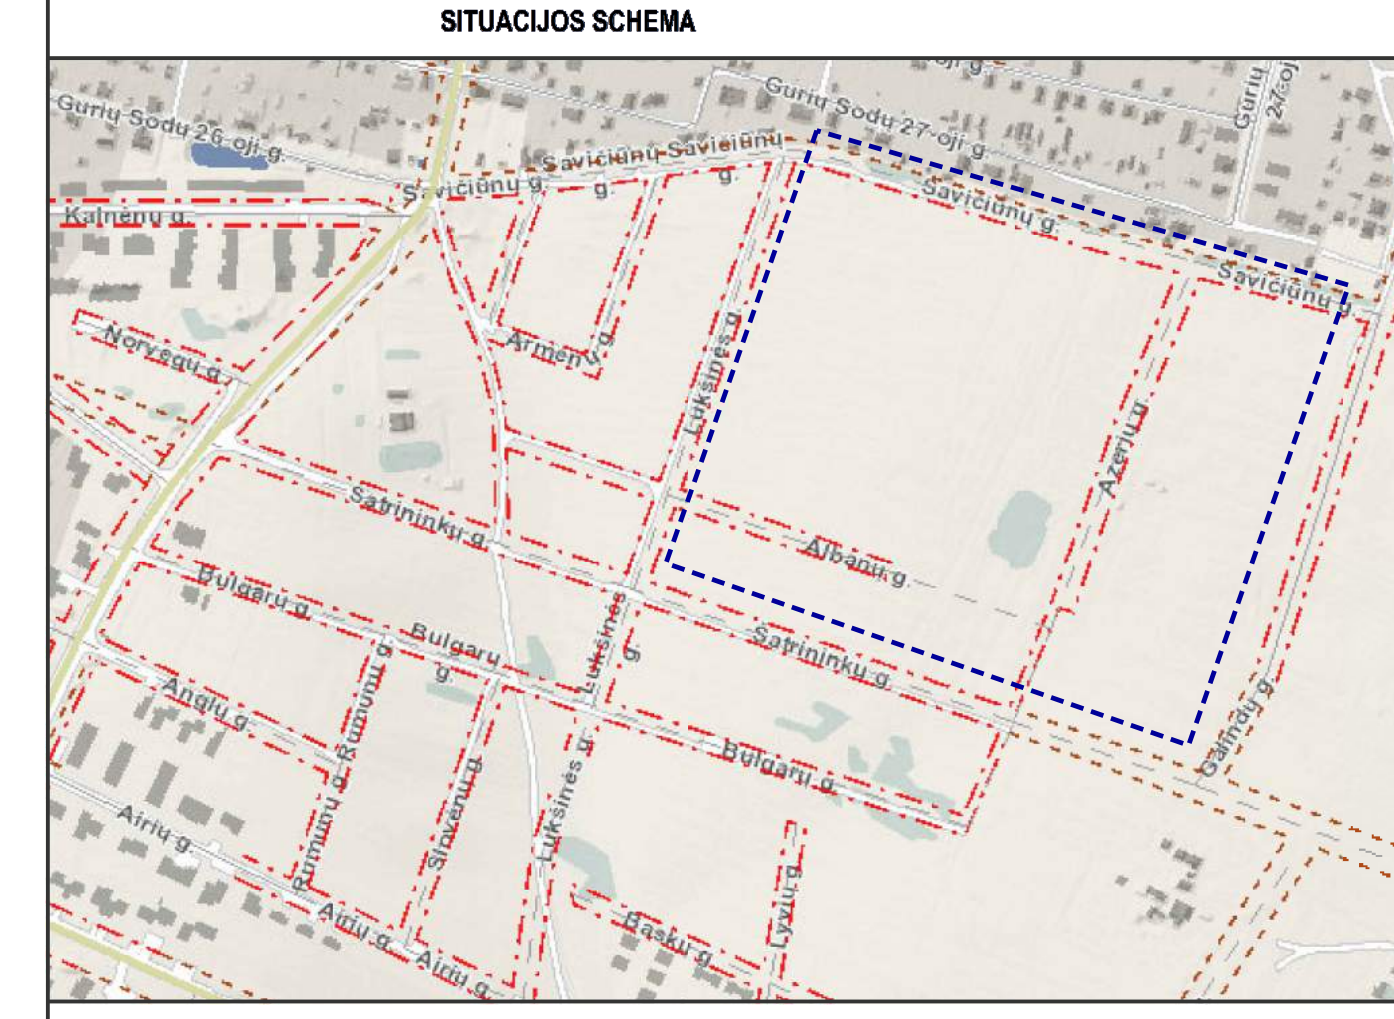 SITUACIJOS SCHEMA
Gurių Sodų 26-oji g.
Gurių Sodų 27-oji g.
oji g.
Gurių
27-oj
Savičiūnų g.
Savičiūnų Savičiūnų
g.
g.
Savičiūnų g.
Savičiūnų g.
Kalnėnų g.
Norvegų g.
Armėnų g.
Lukšinės g.
Azerjų g.
Šatrininkų g.
Albanų g.
Bulgarų g.
Bulgarų
g.
Lukšinės
g.
Šatrininkų g.
Anglų g.
Rumunų g.
Bulgarų g.
Galindų g.
Lukšinės g.
Slovėnų g.
Rumunų g.
Airių g.
Airių g.
Airių g.
Baskų g.
Lyvių g.